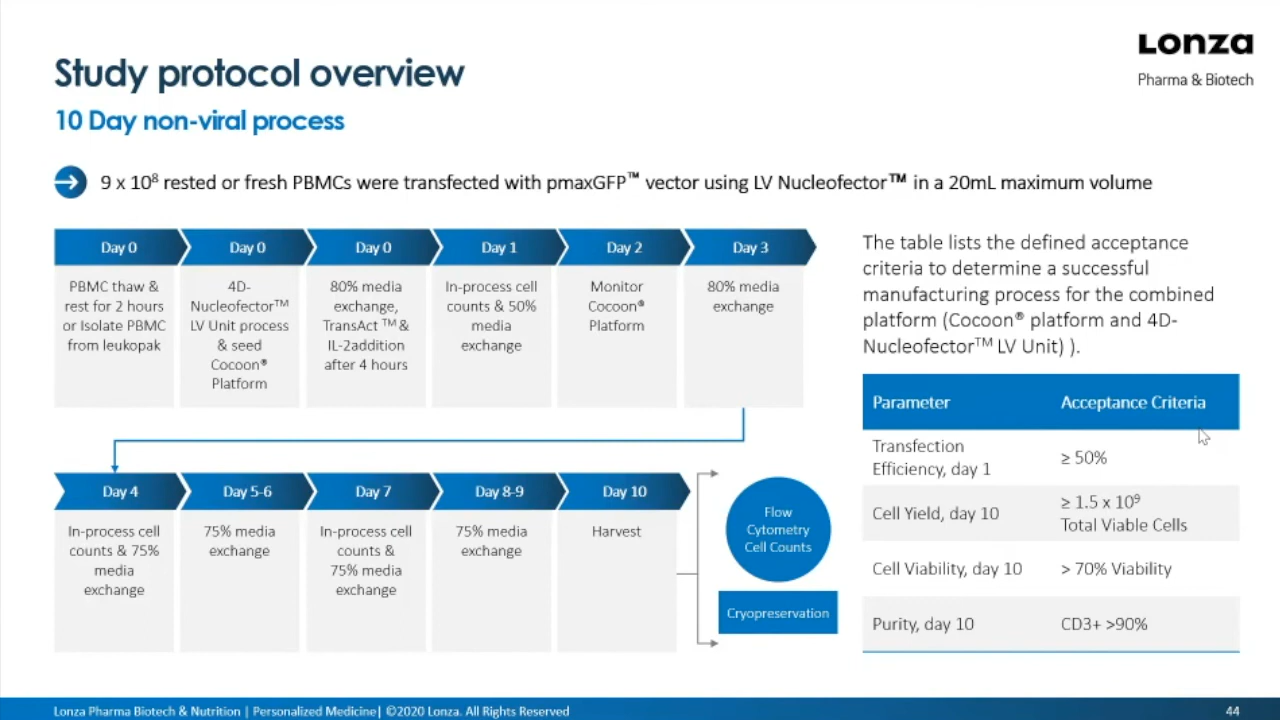 Lonza
Pharma & Biotech
Study protocol overview
10 Day non-viral process
9 x 10⁸ rested or fresh PBMCs were transfected with pmaxGFP™ vector using LV Nucleofector™ in a 20mL maximum volume
Day 0
Day 0
Day 0
Day 1
Day 2
Day 3
PBMC thaw &
rest for 2 hours
or Isolate PBMC
from leukopak
4D-
Nucleofector™
LV Unit process
& seed
Cocoon®
Platform
80% media
exchange,
TransAct ™ &
IL-2addition
after 4 hours
In-process cell
counts & 50%
media
exchange
Monitor
Cocoon®
Platform
80% media
exchange
Day 4
Day 5-6
Day 7
Day 8-9
Day 10
In-process cell
counts & 75%
media
exchange
75% media
exchange
In-process cell
counts &
75% media
exchange
75% media
exchange
Harvest
Flow
Cytometry
Cell Counts
Cryopreservation
The table lists the defined acceptance
criteria to determine a successful
manufacturing process for the combined
platform (Cocoon® platform and 4D-
Nucleofector™ LV Unit) ).
Parameter Acceptance Criteria
Transfection
Efficiency, day 1
≥ 50%
Cell Yield, day 10
≥ 1.5 x 10⁹
Total Viable Cells
Cell Viability, day 10 > 70% Viability
Purity, day 10 CD3+ >90%
Lonza Pharma Biotech & Nutrition | Personalized Medicine| ©2020 Lonza. All Rights Reserved
44